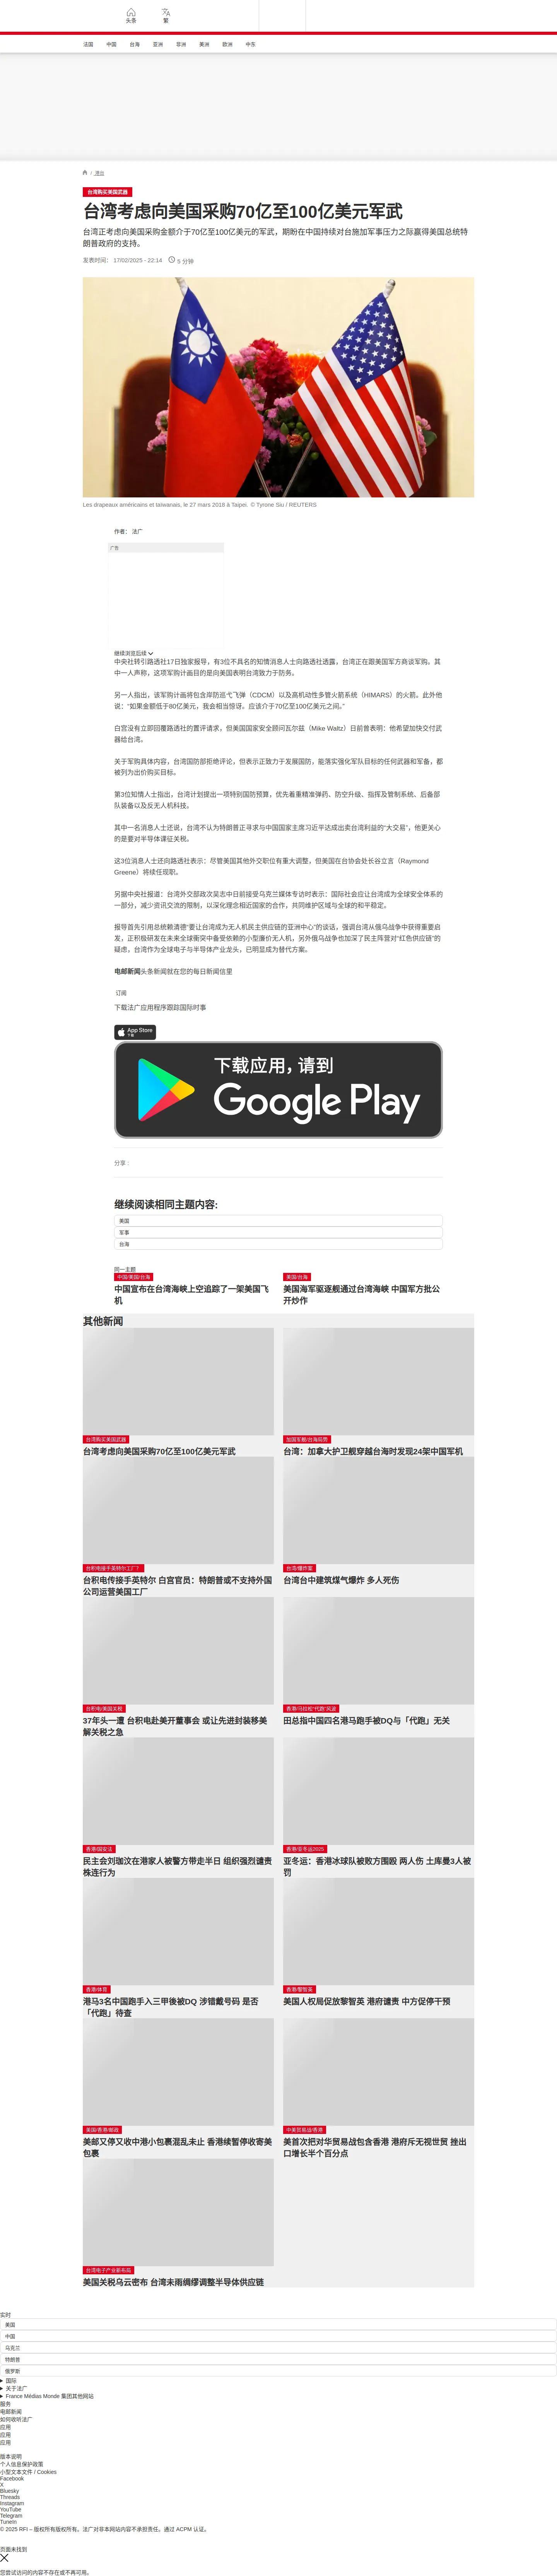 头条
繁
法国
中国
台海
亚洲
非洲
美洲
欧洲
中东
/ 港台
台湾购买美国武器
台湾考虑向美国采购70亿至100亿美元军武
台湾正考虑向美国采购金额介于70亿至100亿美元的军武，期盼在中国持续对台施加军事压力之际赢得美国总统特
朗普政府的支持。
发表时间： 17/02/2025 - 22:14
5 分钟
Les drapeaux américains et taïwanais, le 27 mars 2018 à Taipei. © Tyrone Siu / REUTERS
作者： 法广
广告
继续浏览后续
中央社转引路透社17日独家报导，有3位不具名的知情消息人士向路透社透露，台湾正在跟美国军方商谈军购。其
中一人声称，这项军购计画目的是向美国表明台湾致力于防务。
另一人指出，该军购计画将包含岸防巡弋飞弹（CDCM）以及高机动性多管火箭系统（HIMARS）的火箭。此外他
说：“如果金额低于80亿美元，我会相当惊讶。应该介于70亿至100亿美元之间。”
白宫没有立即回覆路透社的置评请求，但美国国家安全顾问瓦尔兹（Mike Waltz）日前曾表明：他希望加快交付武
器给台湾。
关于军购具体内容，台湾国防部拒绝评论，但表示正致力于发展国防，能落实强化军队目标的任何武器和军备，都
被列为出价购买目标。
第3位知情人士指出，台湾计划提出一项特别国防预算，优先着重精准弹药、防空升级、指挥及管制系统、后备部
队装备以及反无人机科技。
其中一名消息人士还说，台湾不认为特朗普正寻求与中国国家主席习近平达成出卖台湾利益的“大交易”，他更关心
的是要对半导体课征关税。
这3位消息人士还向路透社表示：尽管美国其他外交职位有重大调整，但美国在台协会处长谷立言（Raymond
Greene）将续任现职。
另据中央社报道：台湾外交部政次吴志中日前接受乌克兰媒体专访时表示：国际社会应让台湾成为全球安全体系的
一部分，减少资讯交流的限制，以深化理念相近国家的合作，共同维护区域与全球的和平稳定。
报导首先引用总统赖清德“要让台湾成为无人机民主供应链的亚洲中心”的谈话，强调台湾从俄乌战争中获得重要启
发，正积极研发在未来全球衝突中备受依赖的小型廉价无人机，另外俄乌战争也加深了民主阵營对“红色供应链”的
疑虑，台湾作为全球电子与半导体产业龙头，已明显成为替代方案。
电邮新闻头条新闻就在您的每日新闻信里
订阅
下载法广应用程序跟踪国际时事
App Store
下载
下载应用，请到
Google Play
分享 :
继续阅读相同主题内容:
美国
军事
台海
同一主题
中国/美国/台海
中国宣布在台湾海峡上空追踪了一架美国飞
机
美国/台海
美国海军驱逐舰通过台湾海峡 中国军方批公
开炒作
其他新闻
台湾购买美国武器
台湾考虑向美国采购70亿至100亿美元军武
加国军舰/台海局势
台湾：加拿大护卫舰穿越台海时发现24架中国军机
台积电接手英特尔工厂？
台积电传接手英特尔 白宫官员：特朗普或不支持外国
公司运營美国工厂
台湾/爆炸案
台湾台中建筑煤气爆炸 多人死伤
台积电/美国关税
37年头一遭 台积电赴美开董事会 或让先进封装移美
解关税之急
香港/马拉松“代跑”风波
田总指中国四名港马跑手被DQ与「代跑」无关
香港/国安法
民主会刘珈汶在港家人被警方带走半日 组织强烈谴责
株连行为
香港/亚冬运2025
亚冬运：香港冰球队被败方围殴 两人伤 土库曼3人被
罚
香港/体育
港马3名中国跑手入三甲後被DQ 涉错戴号码 是否
「代跑」待查
香港/黎智英
美国人权局促放黎智英 港府谴责 中方促停干预
美国/香港/邮政
美邮又停又收中港小包裹混乱未止 香港续暂停收寄美
包裹
中美贸易战/香港
美首次把对华贸易战包含香港 港府斥无视世贸 挫出
口增长半个百分点
台湾电子产业新布局
美国关税乌云密布 台湾未雨绸缪调整半导体供应链
实时
美国
中国
乌克兰
特朗普
俄罗斯
国际
关于法广
France Médias Monde 集团其他网站
服务
电邮新闻
如何收听法广
应用
应用
应用
版本说明
个人信息保护政策
小型文本文件 / Cookies
Facebook
X
Bluesky
Threads
Instagram
YouTube
Telegram
TuneIn
© 2025 RFI – 版权所有版权所有。法广对非本网站内容不承担责任。通过 ACPM 认证。
页面未找到
您尝试访问的内容不存在或不再可用。